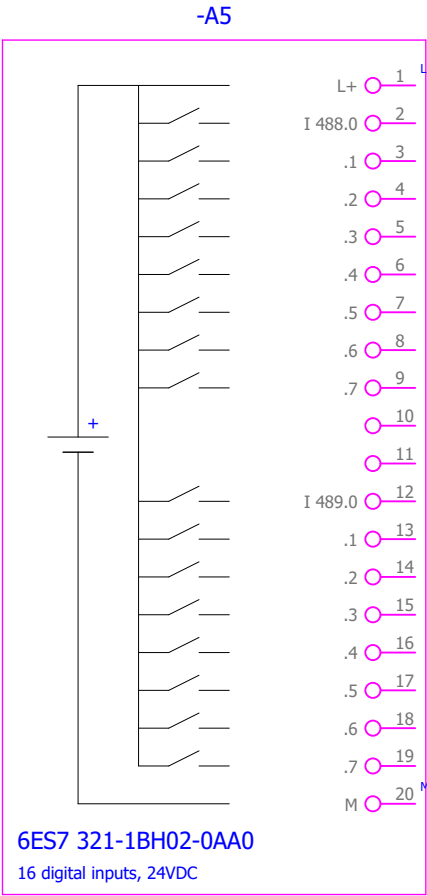 -A5
L+ 1 L
I 488.0 2
.1 3
.2 4
.3 5
.4 6
.5 7
.6 8
.7 9
10
+
11
I 489.0 12
.1 13
.2 14
.3 15
.4 16
.5 17
.6 18
.7 19
M 20 M
6ES7 321-1BH02-0AA0
16 digital inputs, 24VDC